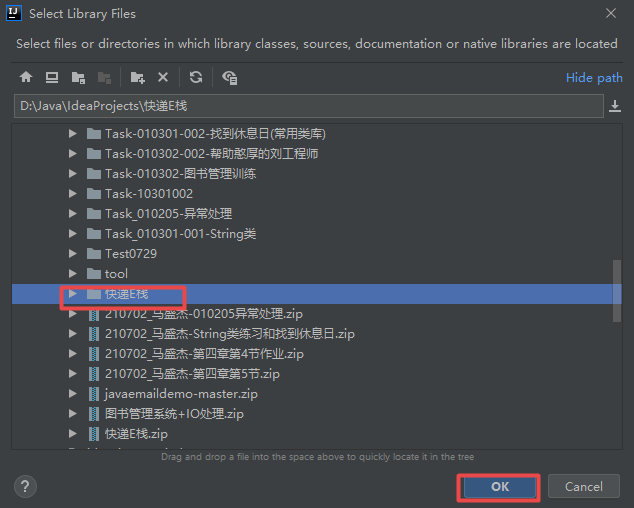 Select Library Files
Select files or directories in which library classes, sources, documentation or native libraries are located
Hide path
D:\Java\IdeaProjects\快递E栈
Task-010301-002-找到休息日(常用类库)
Task-010302-002-帮助憨厚的刘工程师
Task-010302-图书管理训练
Task-10301002
Task_010205-异常处理
Task_010301-001-String类
Test0729
tool
快递E栈
210702_马盛杰-010205异常处理.zip
210702_马盛杰-String类练习和找到休息日.zip
210702_马盛杰-第四章第4节作业.zip
210702_马盛杰-第四章第5节.zip
javaemaildemo-master.zip
图书管理系统+IO处理.zip
快递E栈.zip
Drag and drop a file into the space above to quickly locate it in the tree
? OK Cancel